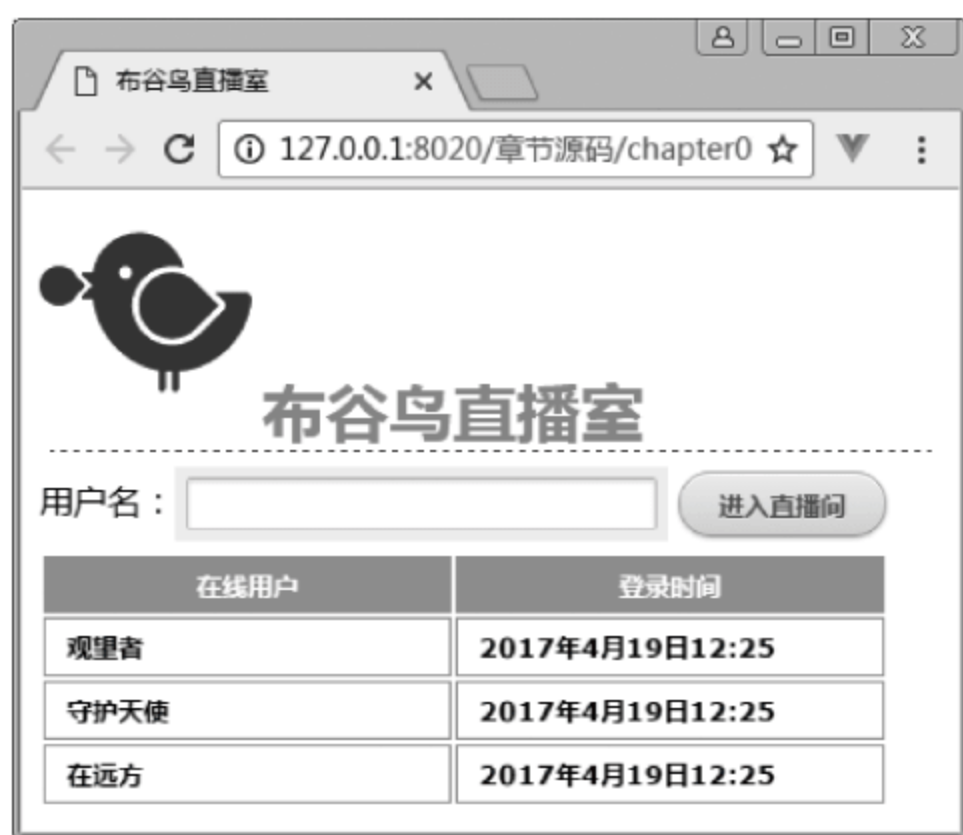 布谷鸟直播室
127.0.0.1:8020/章节源码/chapter0
布谷鸟直播室
用户名：
进入直播间
在线用户 登录时间
观望者 2017年4月19日12:25
守护天使 2017年4月19日12:25
在远方 2017年4月19日12:25